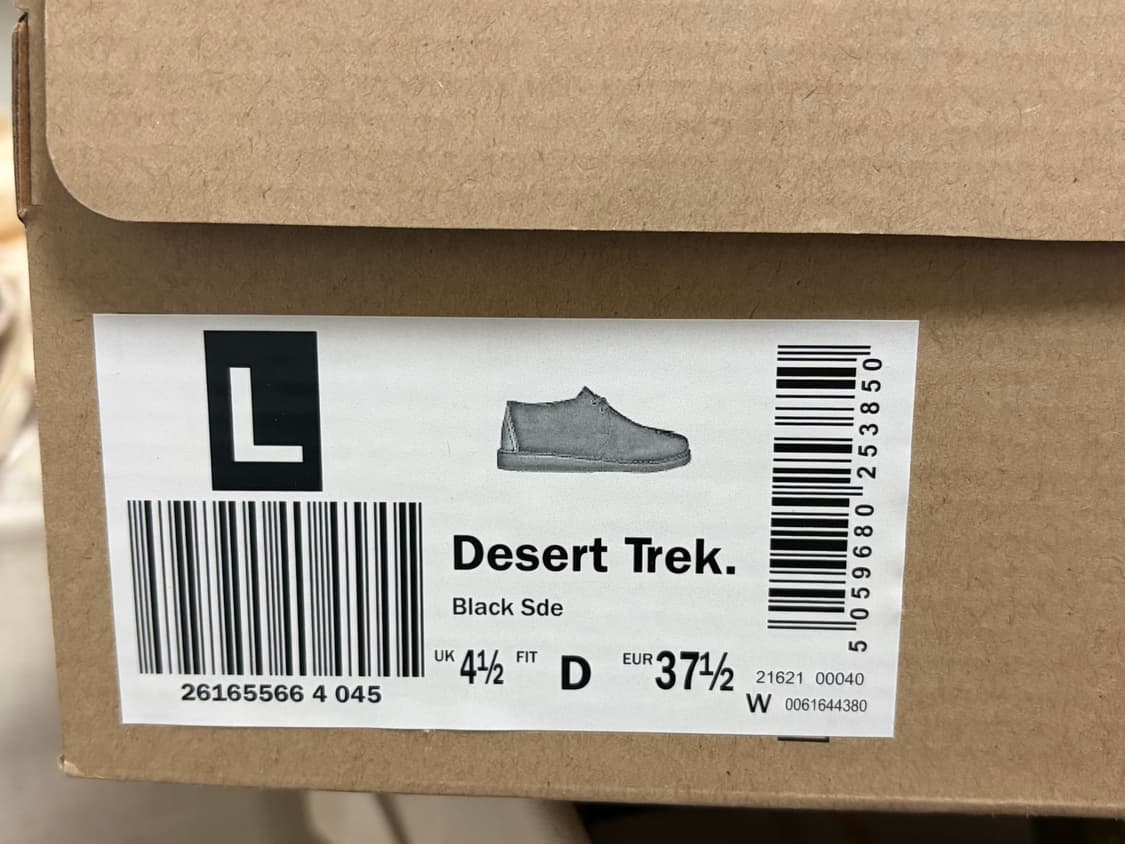 L
26165566 4 045
Desert Trek.
Black Sde
UK 4½ FIT D EUR 37½
5 059680 253850
21621 00040
W 0061644380